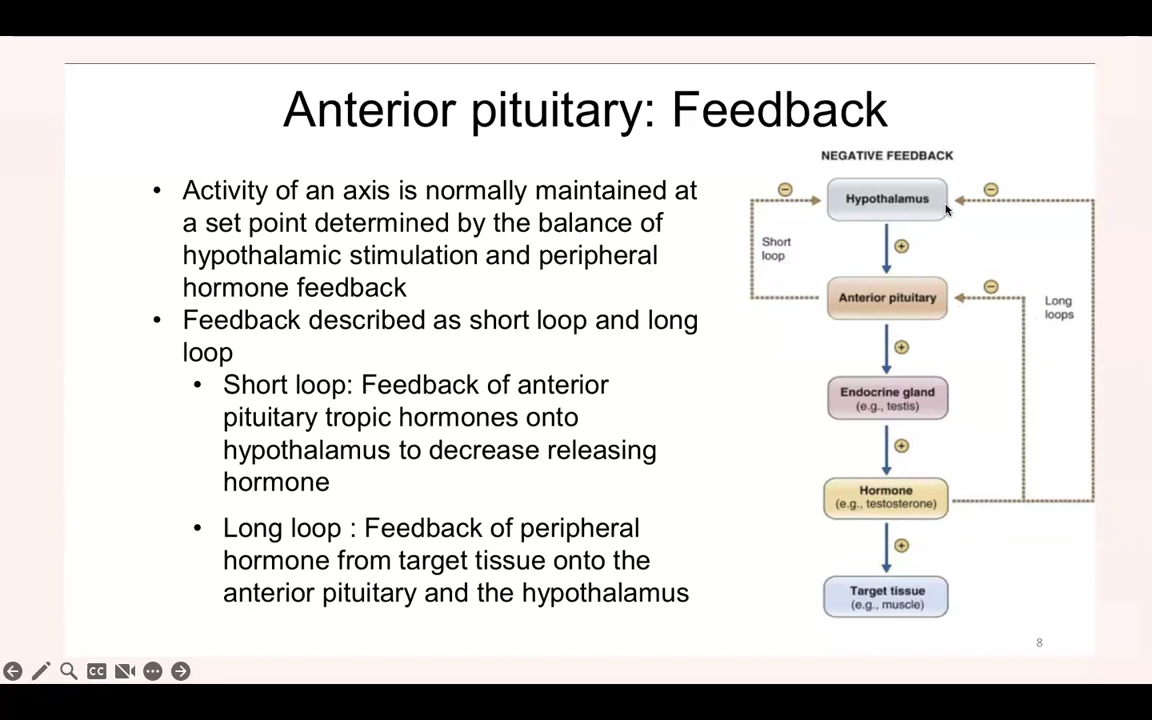 Anterior pituitary: Feedback
• Activity of an axis is normally maintained at
a set point determined by the balance of
hypothalamic stimulation and peripheral
hormone feedback
• Feedback described as short loop and long
loop
• Short loop: Feedback of anterior
pituitary tropic hormones onto
hypothalamus to decrease releasing
hormone
• Long loop : Feedback of peripheral
hormone from target tissue onto the
anterior pituitary and the hypothalamus
NEGATIVE FEEDBACK
−
Hypothalamus
−
Short
loop
+
Anterior pituitary
−
Long
loops
+
Endocrine gland
(e.g., testis)
+
Hormone
(e.g., testosterone)
+
Target tissue
(e.g., muscle)
8
CC